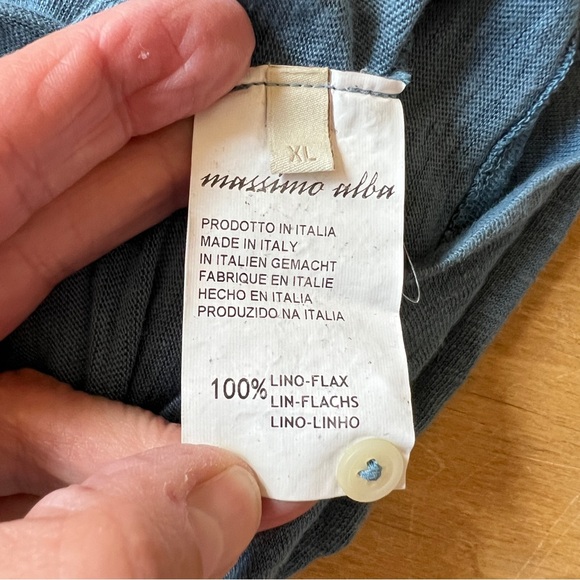 XL
massimo alba
PRODOTTO IN ITALIA
MADE IN ITALY
IN ITALIEN GEMACHT
FABRIQUE EN ITALIE
HECHO EN ITALIA
PRODUZIDO NA ITALIA
100% LINO-FLAX
LIN-FLACHS
LINO-LINHO